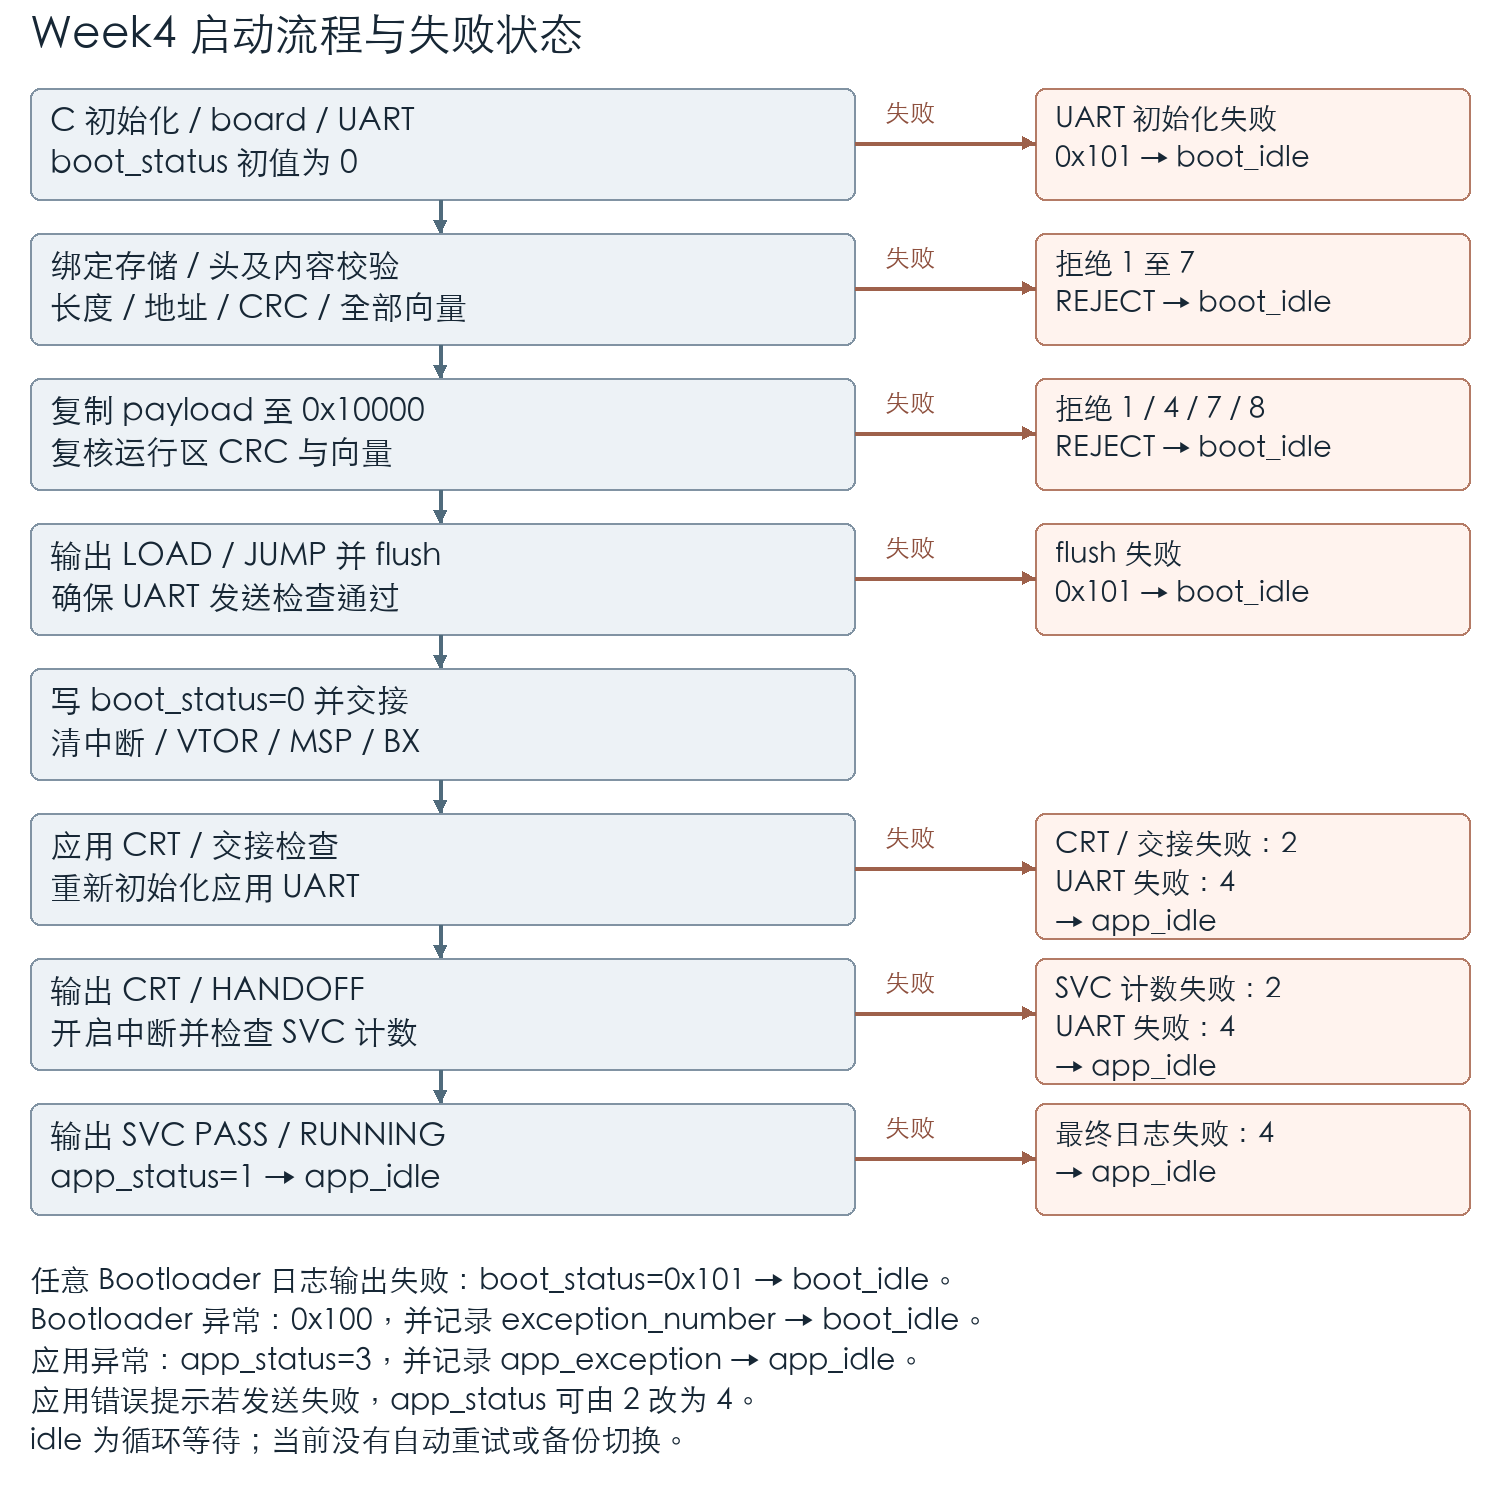 Week4 启动流程与失败状态
C 初始化 / board / UART
boot_status 初值为 0
失败
UART 初始化失败
0x101 → boot_idle
绑定存储 / 头及内容校验
长度 / 地址 / CRC / 全部向量
失败
拒绝 1 至 7
REJECT → boot_idle
复制 payload 至 0x10000
复核运行区 CRC 与向量
失败
拒绝 1 / 4 / 7 / 8
REJECT → boot_idle
输出 LOAD / JUMP 并 flush
确保 UART 发送检查通过
失败
flush 失败
0x101 → boot_idle
写 boot_status=0 并交接
清中断 / VTOR / MSP / BX
应用 CRT / 交接检查
重新初始化应用 UART
失败
CRT / 交接失败：2
UART 失败：4
→ app_idle
输出 CRT / HANDOFF
开启中断并检查 SVC 计数
失败
SVC 计数失败：2
UART 失败：4
→ app_idle
输出 SVC PASS / RUNNING
app_status=1 → app_idle
失败
最终日志失败：4
→ app_idle
任意 Bootloader 日志输出失败：boot_status=0x101 → boot_idle。
Bootloader 异常：0x100，并记录 exception_number → boot_idle。
应用异常：app_status=3，并记录 app_exception → app_idle。
应用错误提示若发送失败，app_status 可由 2 改为 4。
idle 为循环等待；当前没有自动重试或备份切换。